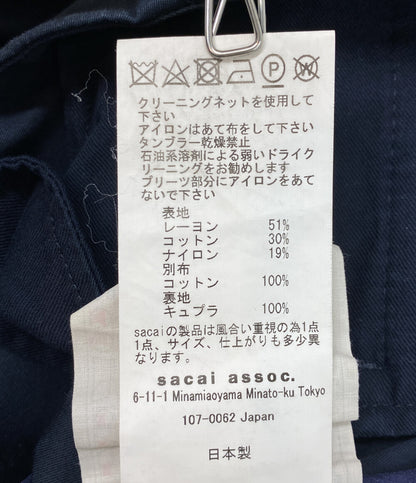 クリーニングネットを使用して
下さい
アイロンはあて布をして下さい
タンブラー乾燥禁止
石油系溶剤による弱いドライク
リーニングをお勧めします
プリーツ部分にアイロンをあて
ないで下さい
表地
レーヨン 51%
コットン 30%
ナイロン 19%
別布
コットン 100%
裏地
キュプラ 100%
sacaiの製品は風合い重視の為1点
1点、サイズ、仕上がりも多少異
なります。
sacai assoc.
6-11-1 Minamiaoyama Minato-ku Tokyo
107-0062 Japan
日本製